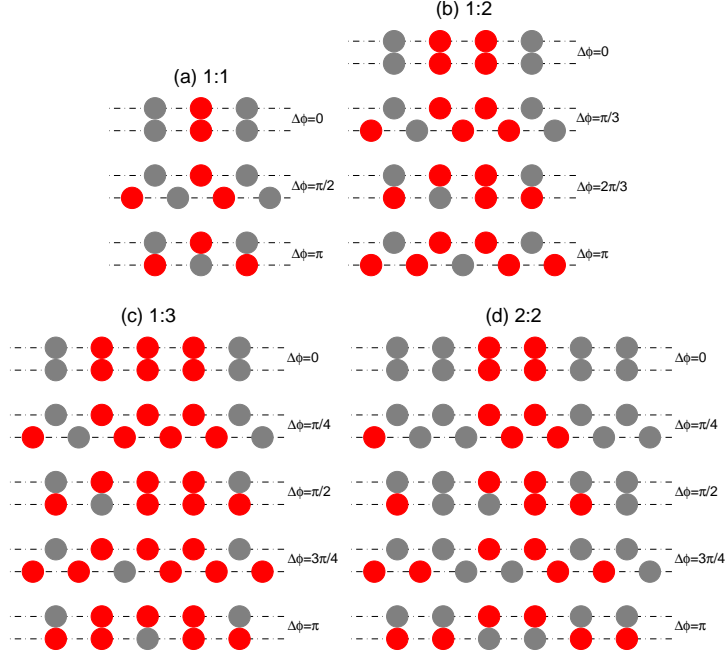 (a) 1:1
Δϕ=0
Δϕ=π/2
Δϕ=π
(b) 1:2
Δϕ=0
Δϕ=π/3
Δϕ=2π/3
Δϕ=π
(c) 1:3
Δϕ=0
Δϕ=π/4
Δϕ=π/2
Δϕ=3π/4
Δϕ=π
(d) 2:2
Δϕ=0
Δϕ=π/4
Δϕ=π/2
Δϕ=3π/4
Δϕ=π